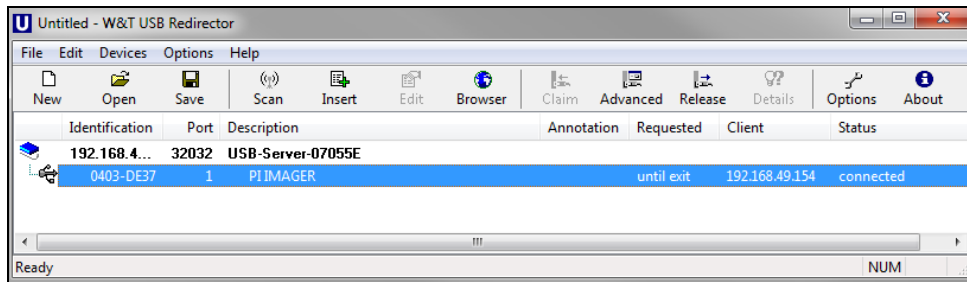 Untitled - W&T USB Redirector
File Edit Devices Options Help
New Open Save Scan Insert Edit Browser Claim Advanced Release Details Options About
Identification Port Description Annotation Requested Client Status
192.168.4... 32032 USB-Server-07055E
0403-DE37 1 PI IMAGER until exit 192.168.49.154 connected
Ready NUM